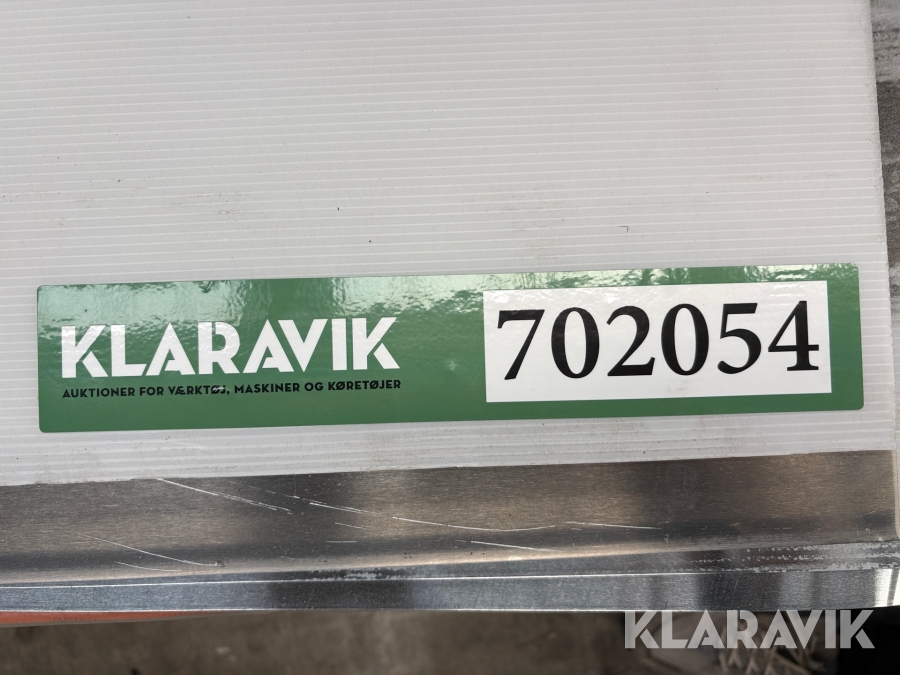 KLARAVIK
AUKTIONER FOR VÆRKTØJ, MASKINER OG KØRETØJER
702054
KLARAVIK